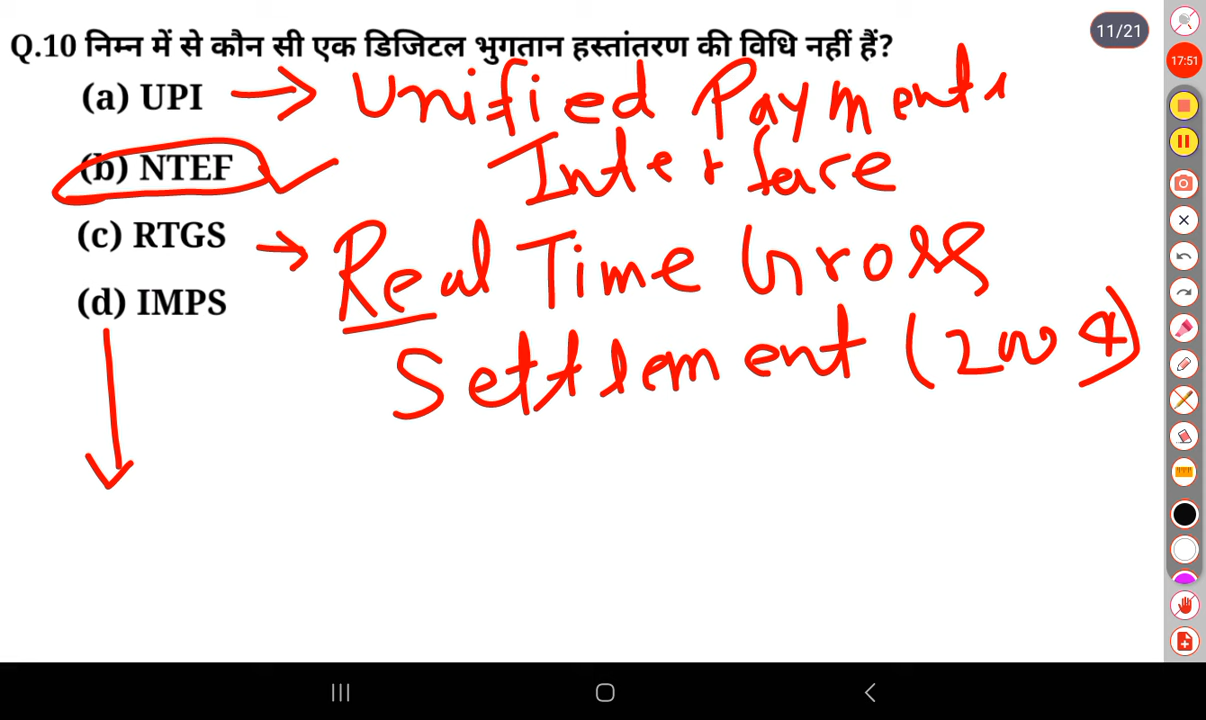 Q.10 निम्न में से कौन सी एक डिजिटल भुगतान हस्तांतरण की विधि नहीं हैं?
11/21
17:51
(a) UPI → Unified Payments
(b) NTEF ✓ Interface
(c) RTGS → Real Time Gross
(d) IMPS
Settlement (2004)